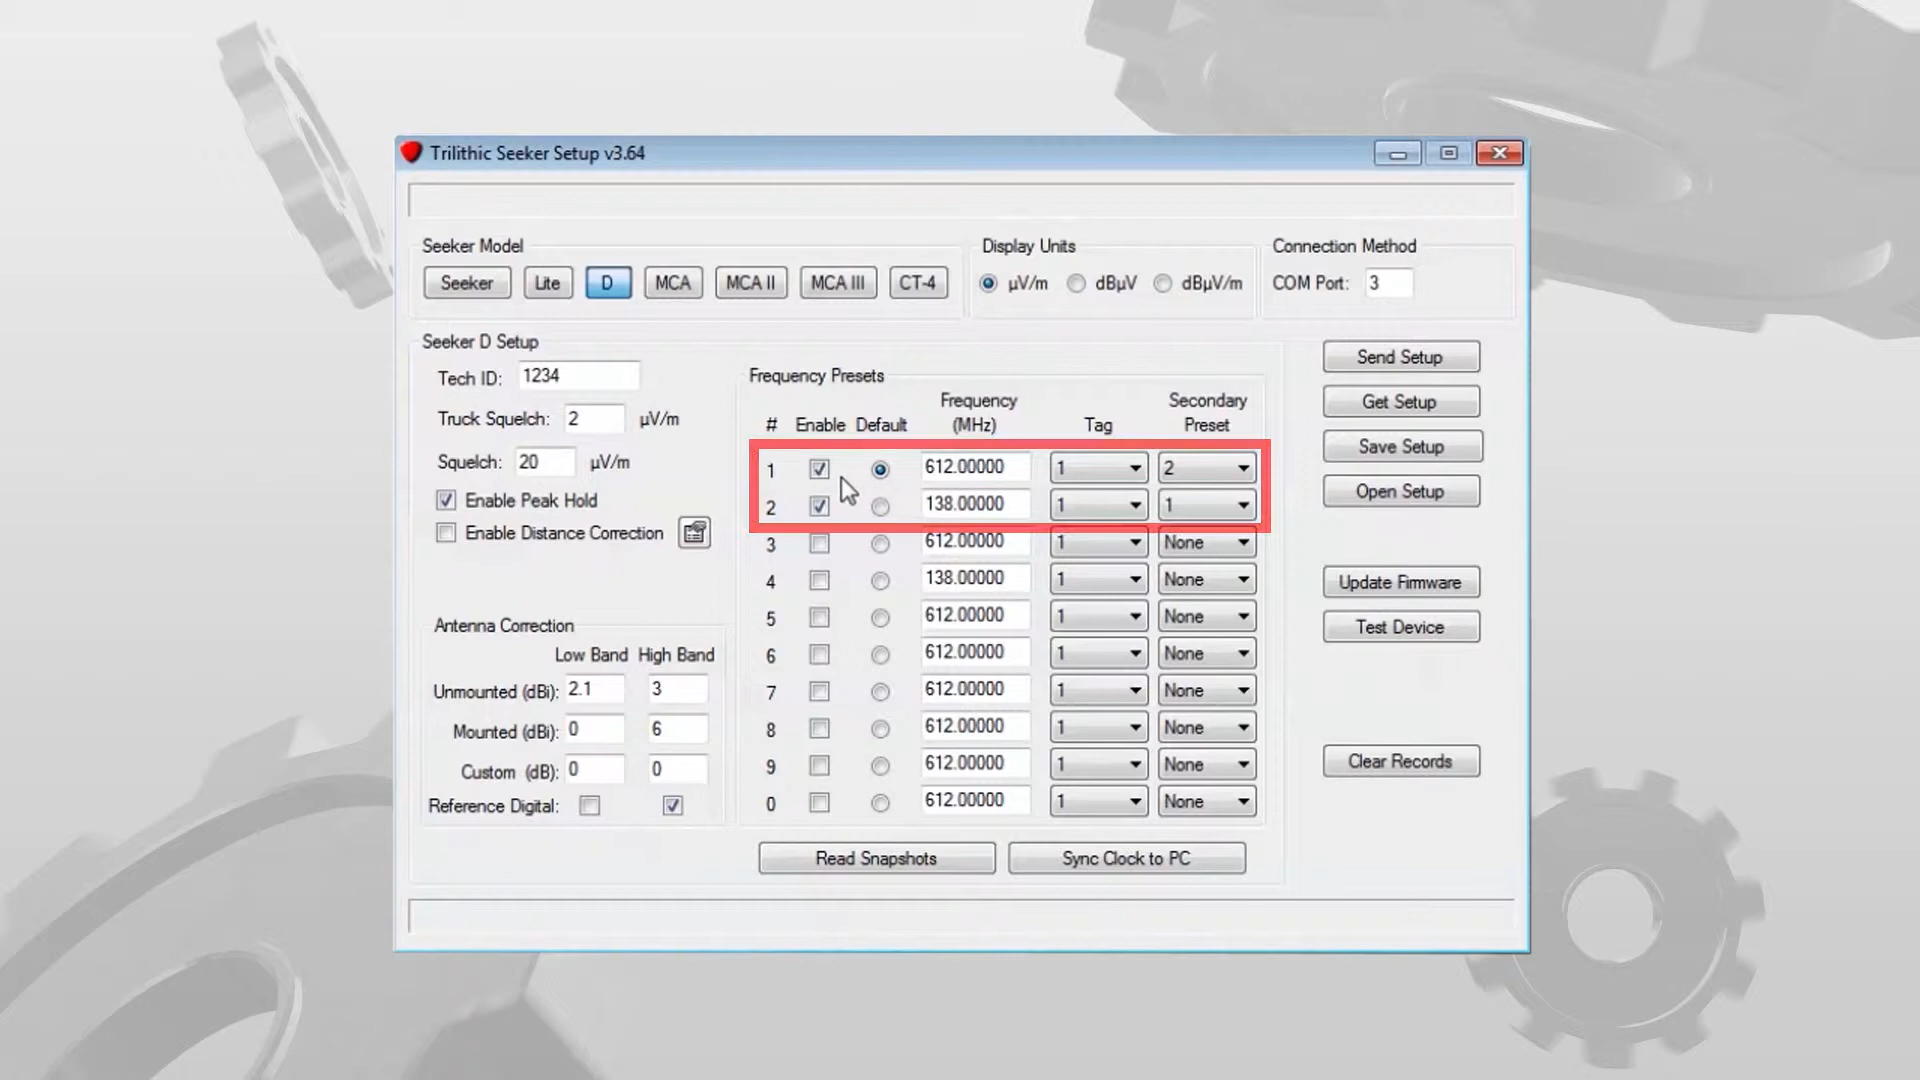 Trilithic Seeker Setup v3.64
Seeker Model
Seeker Lite D MCA MCA II MCA III CT-4
Display Units
µV/m dBµV dBµV/m
Connection Method
COM Port: 3
Seeker D Setup
Tech ID: 1234
Truck Squelch: 2 µV/m
Squelch: 20 µV/m
Enable Peak Hold
Enable Distance Correction
Antenna Correction
Low Band High Band
Unmounted (dBi): 2.1 3
Mounted (dBi): 0 6
Custom (dB): 0 0
Reference Digital:
Frequency Presets
# Enable Default Frequency (MHz) Tag Secondary Preset
1 612.00000 1 2
2 138.00000 1 1
3 612.00000 1 None
4 138.00000 1 None
5 612.00000 1 None
6 612.00000 1 None
7 612.00000 1 None
8 612.00000 1 None
9 612.00000 1 None
0 612.00000 1 None
Read Snapshots Sync Clock to PC
Send Setup
Get Setup
Save Setup
Open Setup
Update Firmware
Test Device
Clear Records